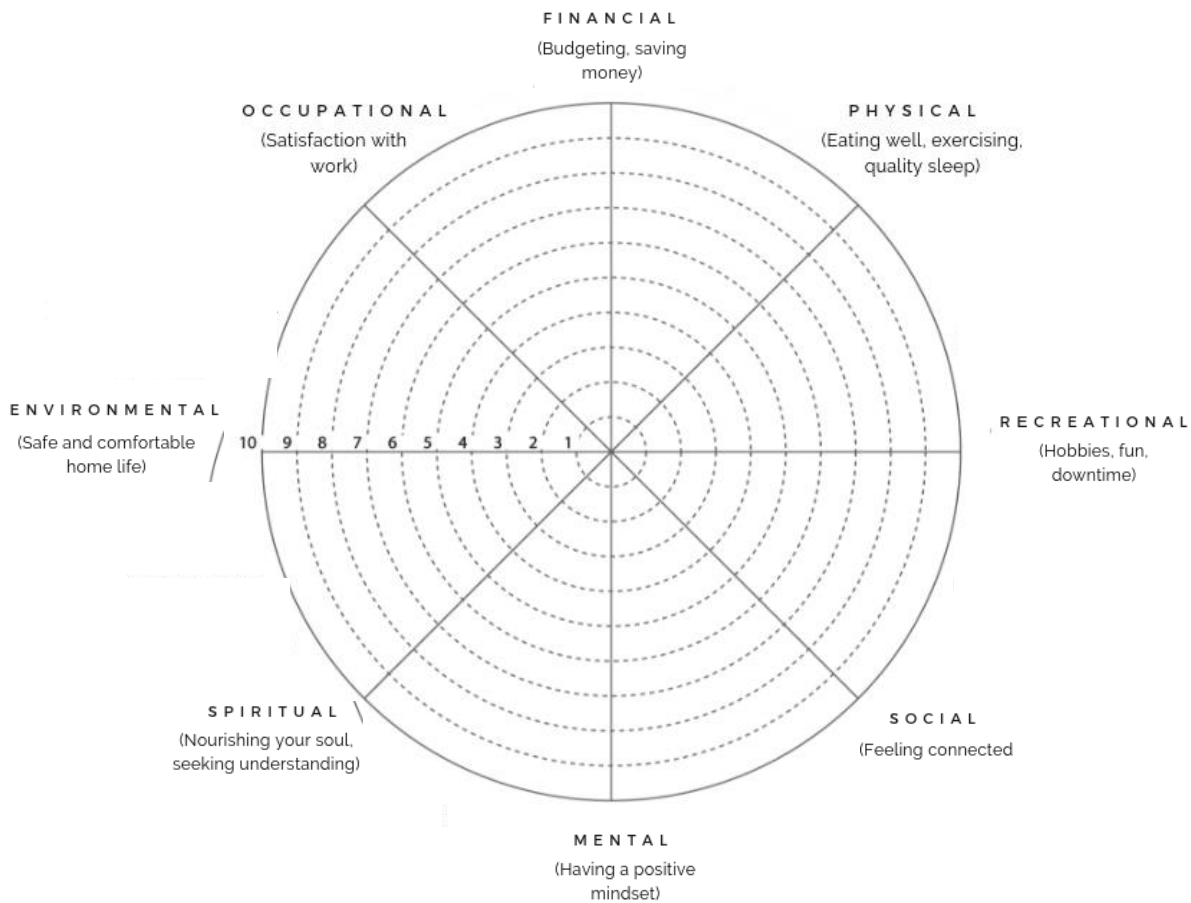 FINANCIAL
(Budgeting, saving
money)
OCCUPATIONAL
(Satisfaction with
work)
PHYSICAL
(Eating well, exercising,
quality sleep)
ENVIRONMENTAL
(Safe and comfortable
home life)
10 9 8 7 6 5 4 3 2 1
RECREATIONAL
(Hobbies, fun,
downtime)
SPIRITUAL
(Nourishing your soul,
seeking understanding)
SOCIAL
(Feeling connected
MENTAL
(Having a positive
mindset)